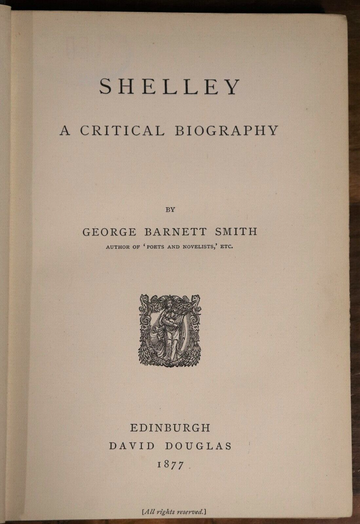 SHELLEY
A CRITICAL BIOGRAPHY
BY
GEORGE BARNETT SMITH
AUTHOR OF 'POETS AND NOVELISTS,' ETC.
EDINBURGH
DAVID DOUGLAS
1877
[All rights reserved.]